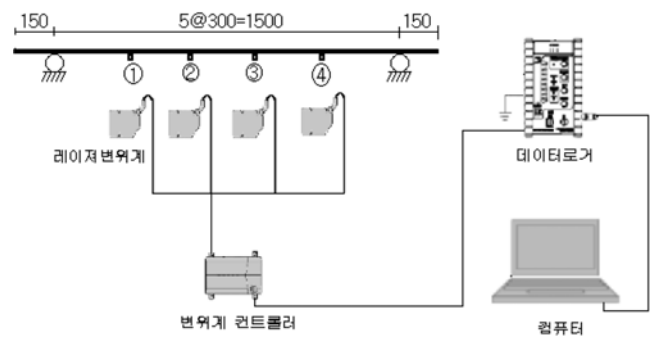 150 5@300=1500 150
① ② ③ ④
레이져변위계
데이터로거
변위계 컨트롤러
컴퓨터